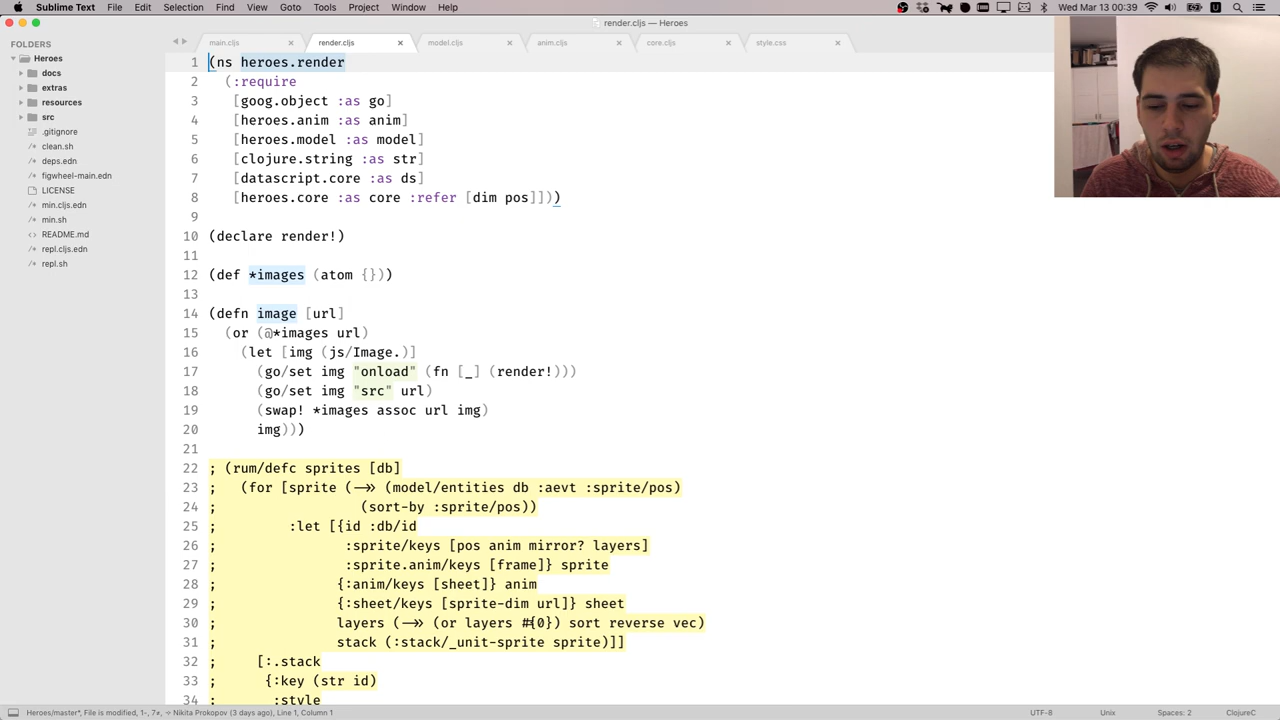 Sublime Text File Edit Selection Find View Goto Tools Project Window Help
Wed Mar 13 00:39
render.cljs — Heroes
FOLDERS
Heroes
docs
extras
resources
src
.gitignore
clean.sh
deps.edn
figwheel-main.edn
LICENSE
min.cljs.edn
min.sh
README.md
repl.cljs.edn
repl.sh
main.cljs
render.cljs
model.cljs
anim.cljs
core.cljs
style.css
1 (ns heroes.render
2   (:require
3    [goog.object :as go]
4    [heroes.anim :as anim]
5    [heroes.model :as model]
6    [clojure.string :as str]
7    [datascript.core :as ds]
8    [heroes.core :as core :refer [dim pos]]))
9
10 (declare render!)
11
12 (def *images (atom {}))
13
14 (defn image [url]
15   (or (@*images url)
16     (let [img (js/Image.)]
17       (go/set img "onload" (fn [_] (render!)))
18       (go/set img "src" url)
19       (swap! *images assoc url img)
20       img)))
21
22 ; (rum/defc sprites [db]
23 ;   (for [sprite (->> (model/entities db :aevt :sprite/pos)
24 ;                  (sort-by :sprite/pos))
25 ;         :let [{id :db/id
26 ;                :sprite/keys [pos anim mirror? layers]
27 ;                :sprite.anim/keys [frame]} sprite
28 ;               {:anim/keys [sheet]} anim
29 ;               {:sheet/keys [sprite-dim url]} sheet
30 ;               layers (->> (or layers #{0}) sort reverse vec)
31 ;               stack (:stack/_unit-sprite sprite)]]
32 ;     [:.stack
33 ;      {:key (str id)
34 ;       :style
Heroes/master*, File is modified, 1-, 7≠, → Nikita Prokopov (3 days ago), Line 1, Column 1
UTF-8
Unix
Spaces: 2
ClojureC